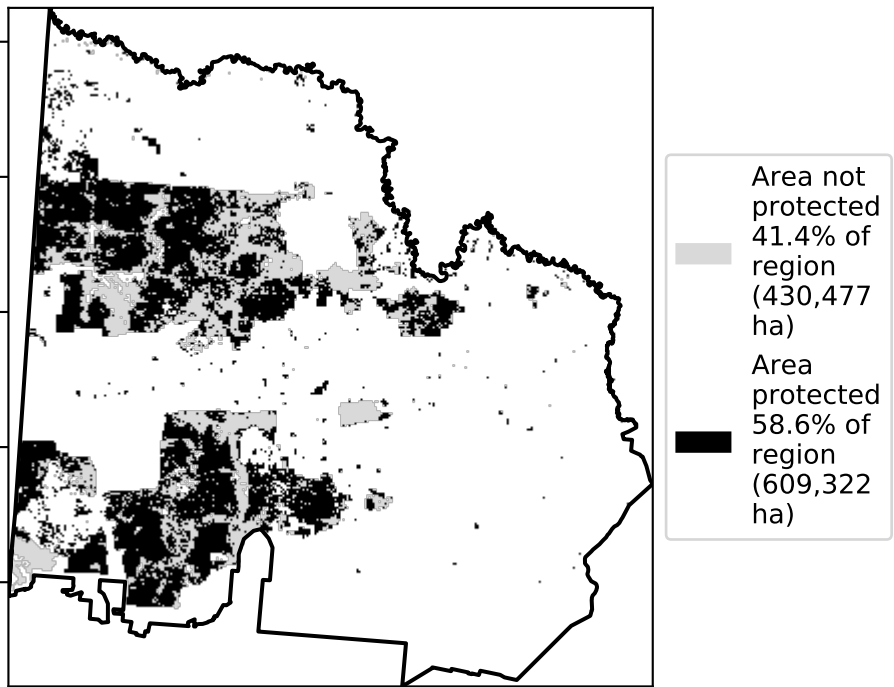 Area not
protected
41.4% of
region
(430,477
ha)
Area
protected
58.6% of
region
(609,322
ha)